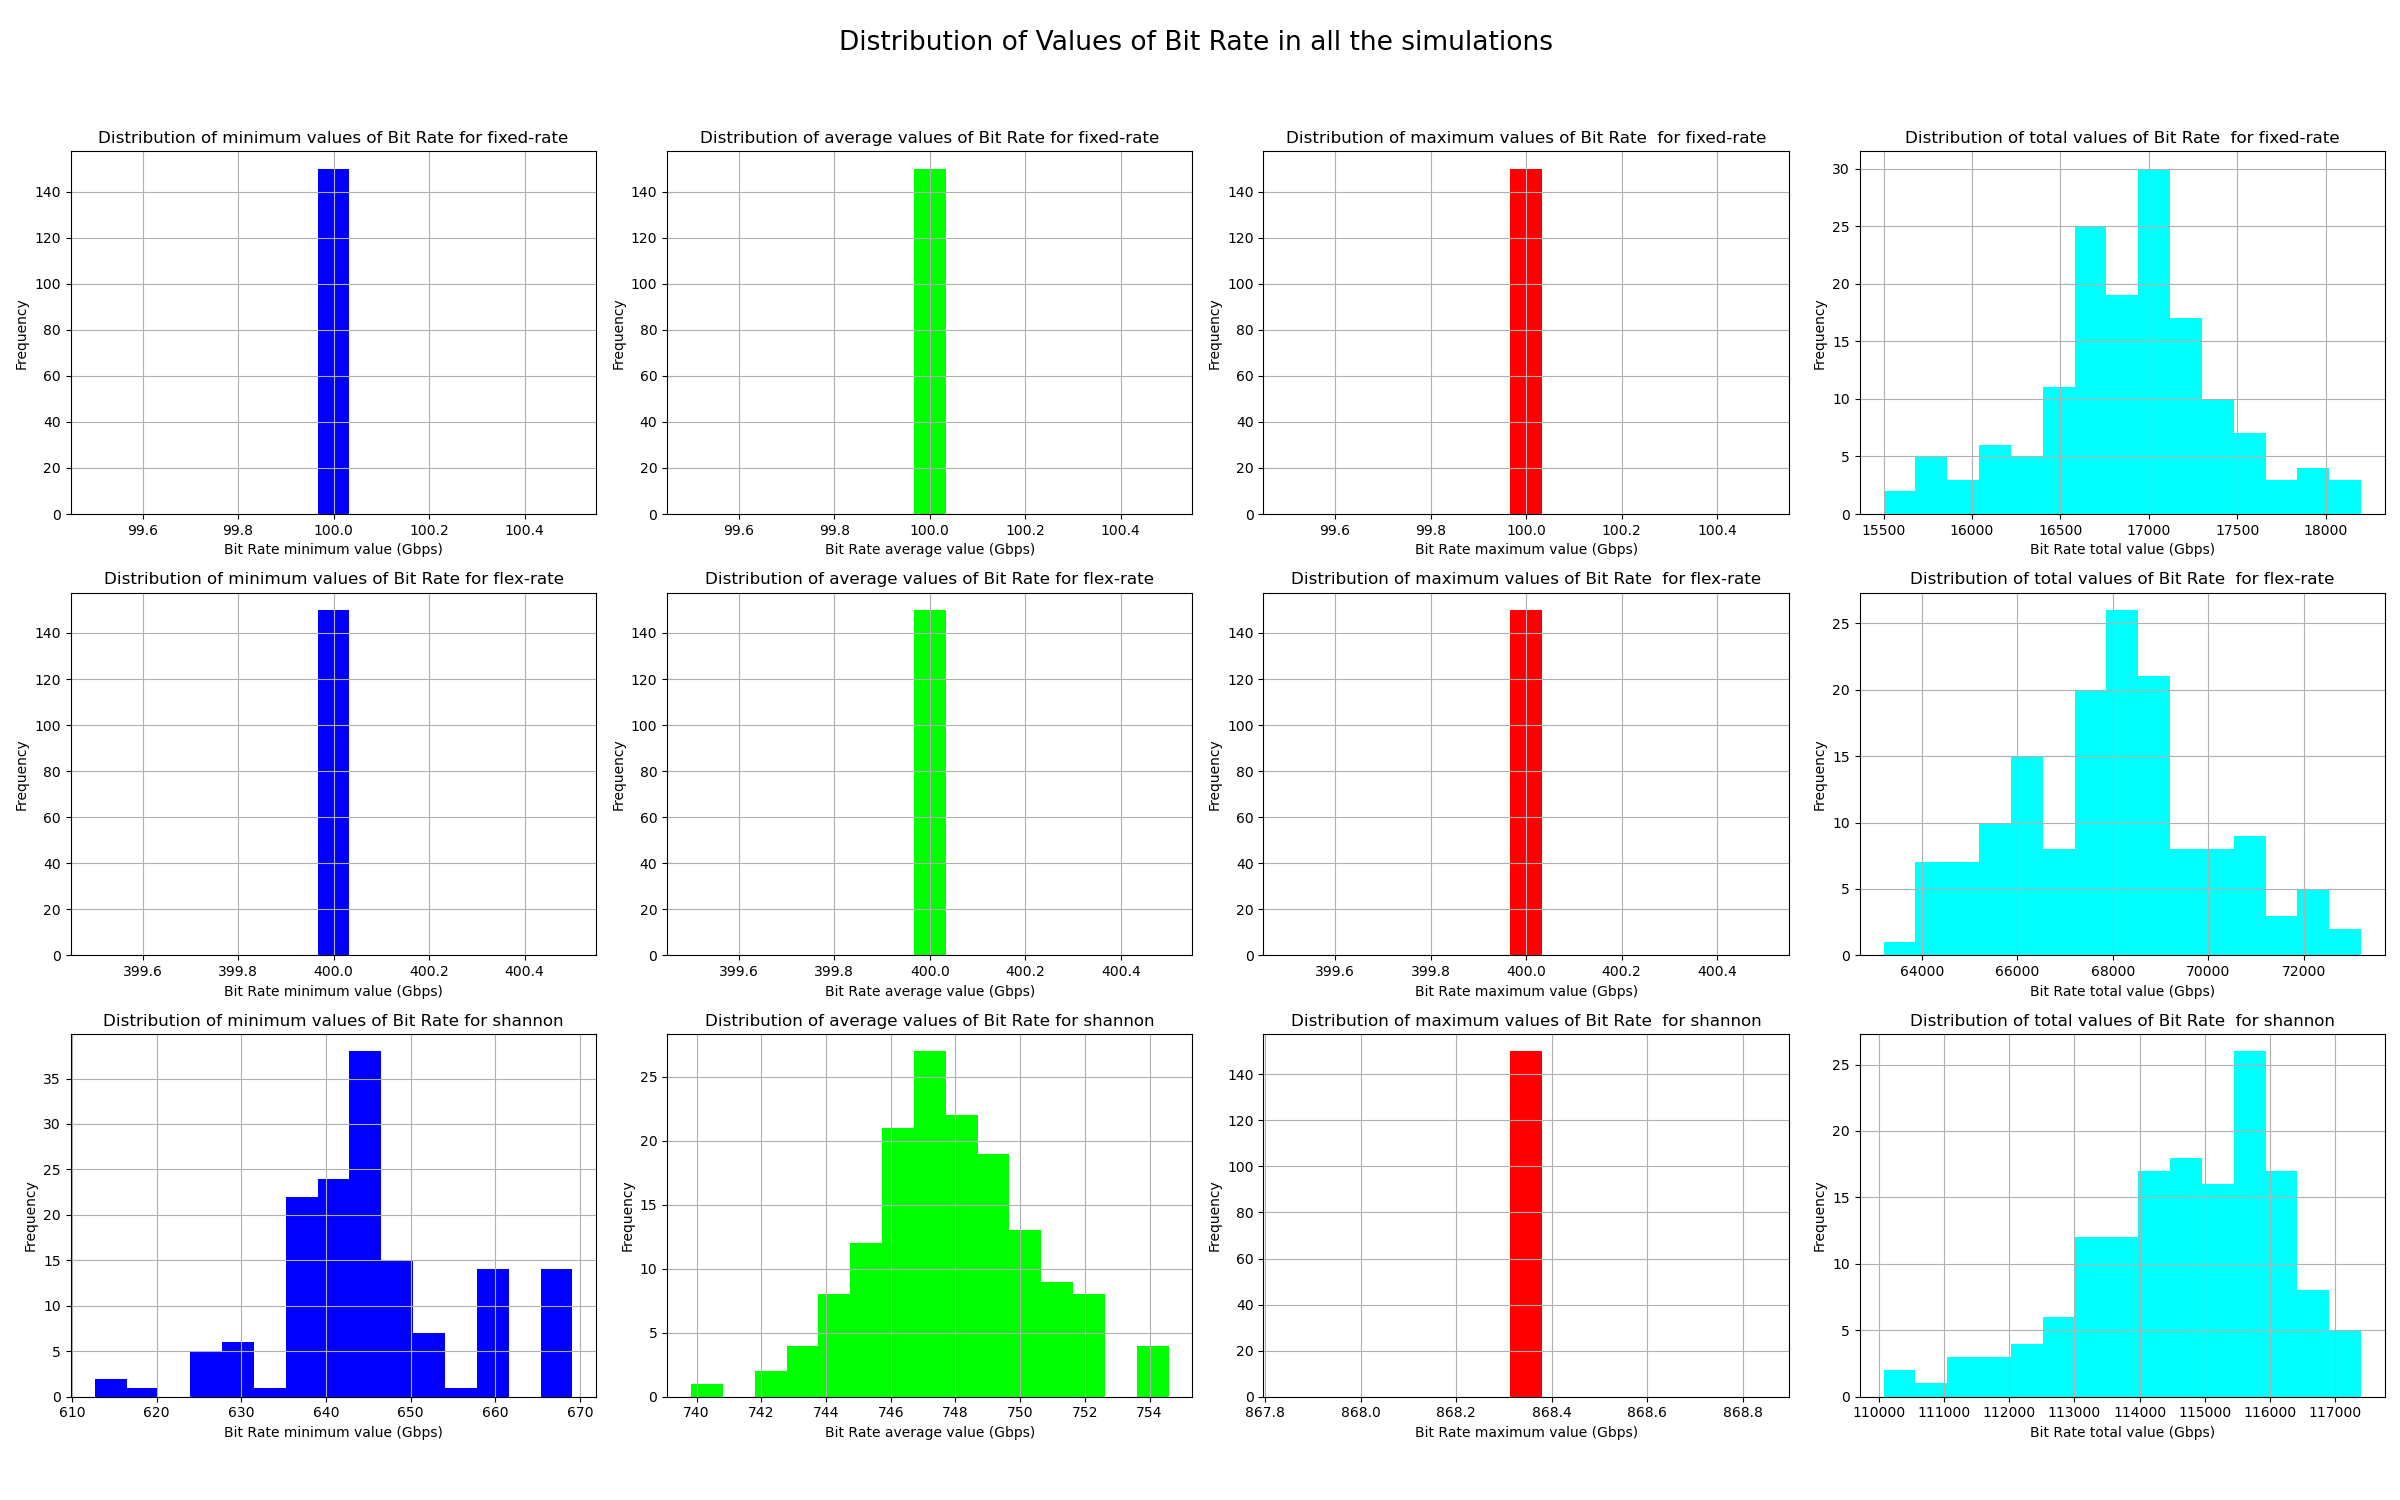 Distribution of Values of Bit Rate in all the simulations
Distribution of minimum values of Bit Rate for fixed-rate
Frequency
0
20
40
60
80
100
120
140
99.6 99.8 100.0 100.2 100.4
Bit Rate minimum value (Gbps)
Distribution of average values of Bit Rate for fixed-rate
Frequency
0
20
40
60
80
100
120
140
99.6 99.8 100.0 100.2 100.4
Bit Rate average value (Gbps)
Distribution of maximum values of Bit Rate  for fixed-rate
Frequency
0
20
40
60
80
100
120
140
99.6 99.8 100.0 100.2 100.4
Bit Rate maximum value (Gbps)
Distribution of total values of Bit Rate  for fixed-rate
Frequency
0
5
10
15
20
25
30
15500 16000 16500 17000 17500 18000
Bit Rate total value (Gbps)
Distribution of minimum values of Bit Rate for flex-rate
Frequency
0
20
40
60
80
100
120
140
399.6 399.8 400.0 400.2 400.4
Bit Rate minimum value (Gbps)
Distribution of average values of Bit Rate for flex-rate
Frequency
0
20
40
60
80
100
120
140
399.6 399.8 400.0 400.2 400.4
Bit Rate average value (Gbps)
Distribution of maximum values of Bit Rate  for flex-rate
Frequency
0
20
40
60
80
100
120
140
399.6 399.8 400.0 400.2 400.4
Bit Rate maximum value (Gbps)
Distribution of total values of Bit Rate  for flex-rate
Frequency
0
5
10
15
20
25
64000 66000 68000 70000 72000
Bit Rate total value (Gbps)
Distribution of minimum values of Bit Rate for shannon
Frequency
0
5
10
15
20
25
30
35
610 620 630 640 650 660 670
Bit Rate minimum value (Gbps)
Distribution of average values of Bit Rate for shannon
Frequency
0
5
10
15
20
25
740 742 744 746 748 750 752 754
Bit Rate average value (Gbps)
Distribution of maximum values of Bit Rate  for shannon
Frequency
0
20
40
60
80
100
120
140
867.8 868.0 868.2 868.4 868.6 868.8
Bit Rate maximum value (Gbps)
Distribution of total values of Bit Rate  for shannon
Frequency
0
5
10
15
20
25
110000 111000 112000 113000 114000 115000 116000 117000
Bit Rate total value (Gbps)